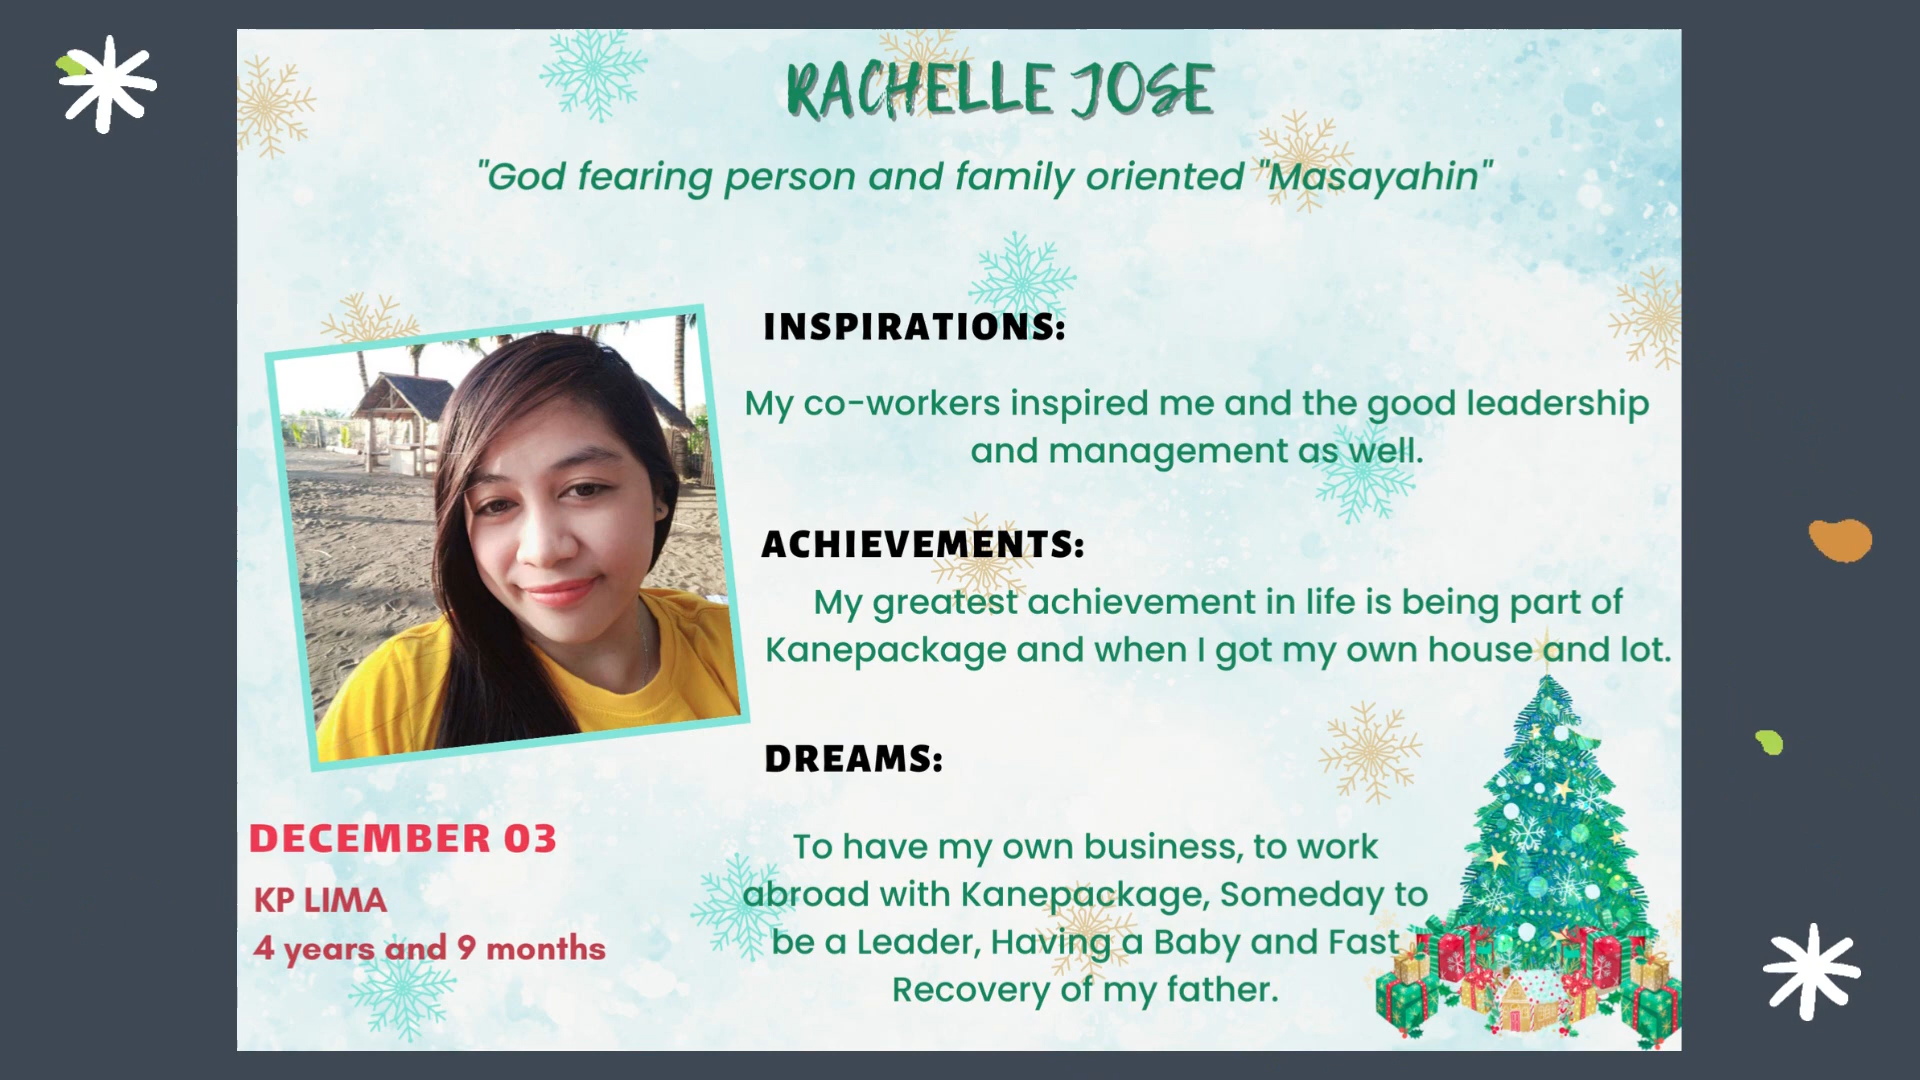 RACHELLE JOSE
"God fearing person and family oriented "Masayahin"
INSPIRATIONS:
My co-workers inspired me and the good leadership
and management as well.
ACHIEVEMENTS:
My greatest achievement in life is being part of
Kanepackage and when I got my own house and lot.
DREAMS:
To have my own business, to work
abroad with Kanepackage, Someday to
be a Leader, Having a Baby and Fast
Recovery of my father.
DECEMBER 03
KP LIMA
4 years and 9 months